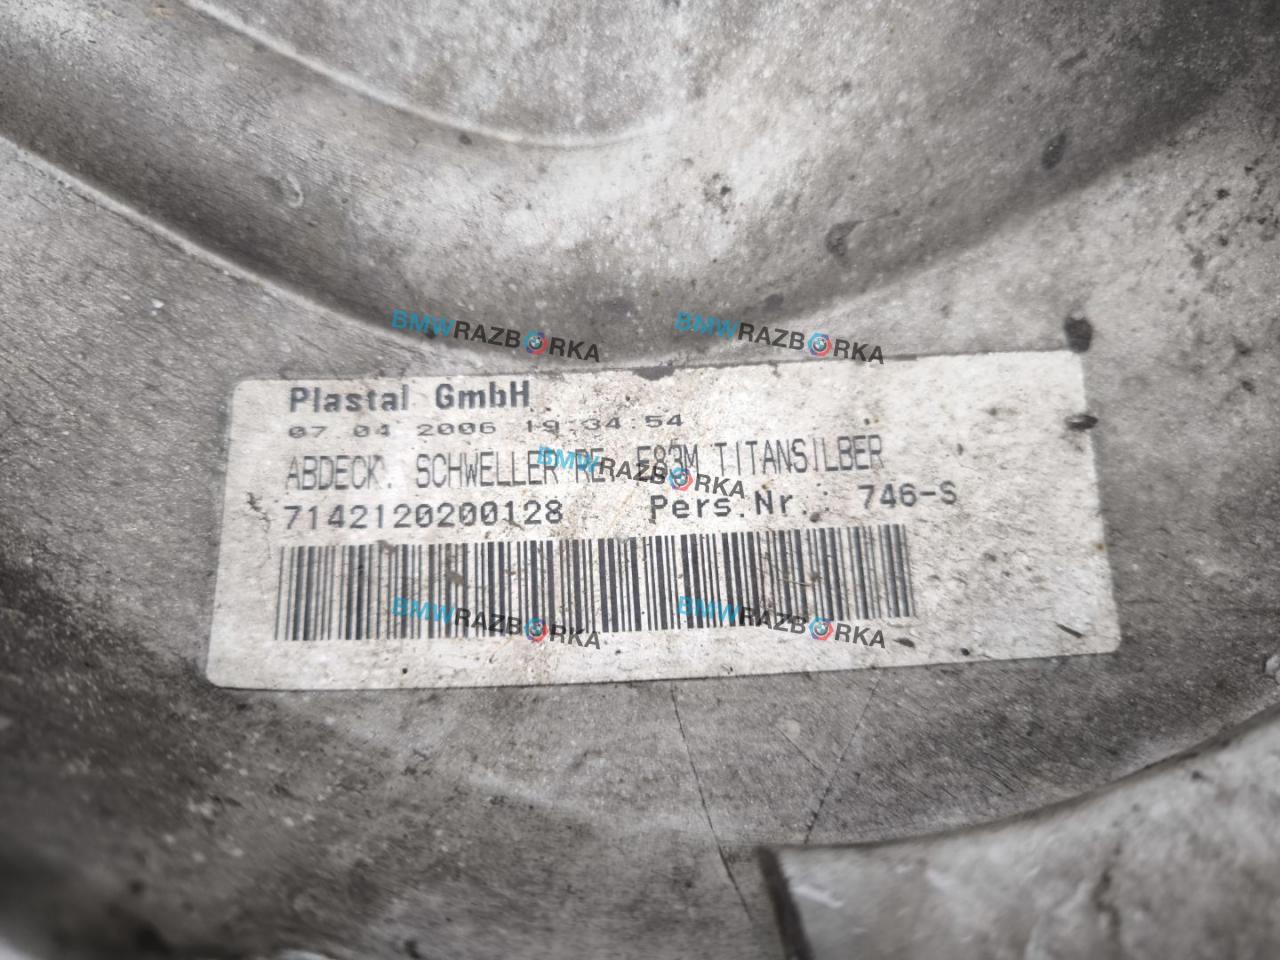 Plastal GmbH
07.04 2006 19:34:54
ABDECK. SCHWELLER RE. E83M TITANSILBER
7142120200128 Pers.Nr.: 746-S
BMWRAZBORKA
BMWRAZBORKA
BMWRAZBORKA
BMWRAZBORKA
BMWRAZBORKA